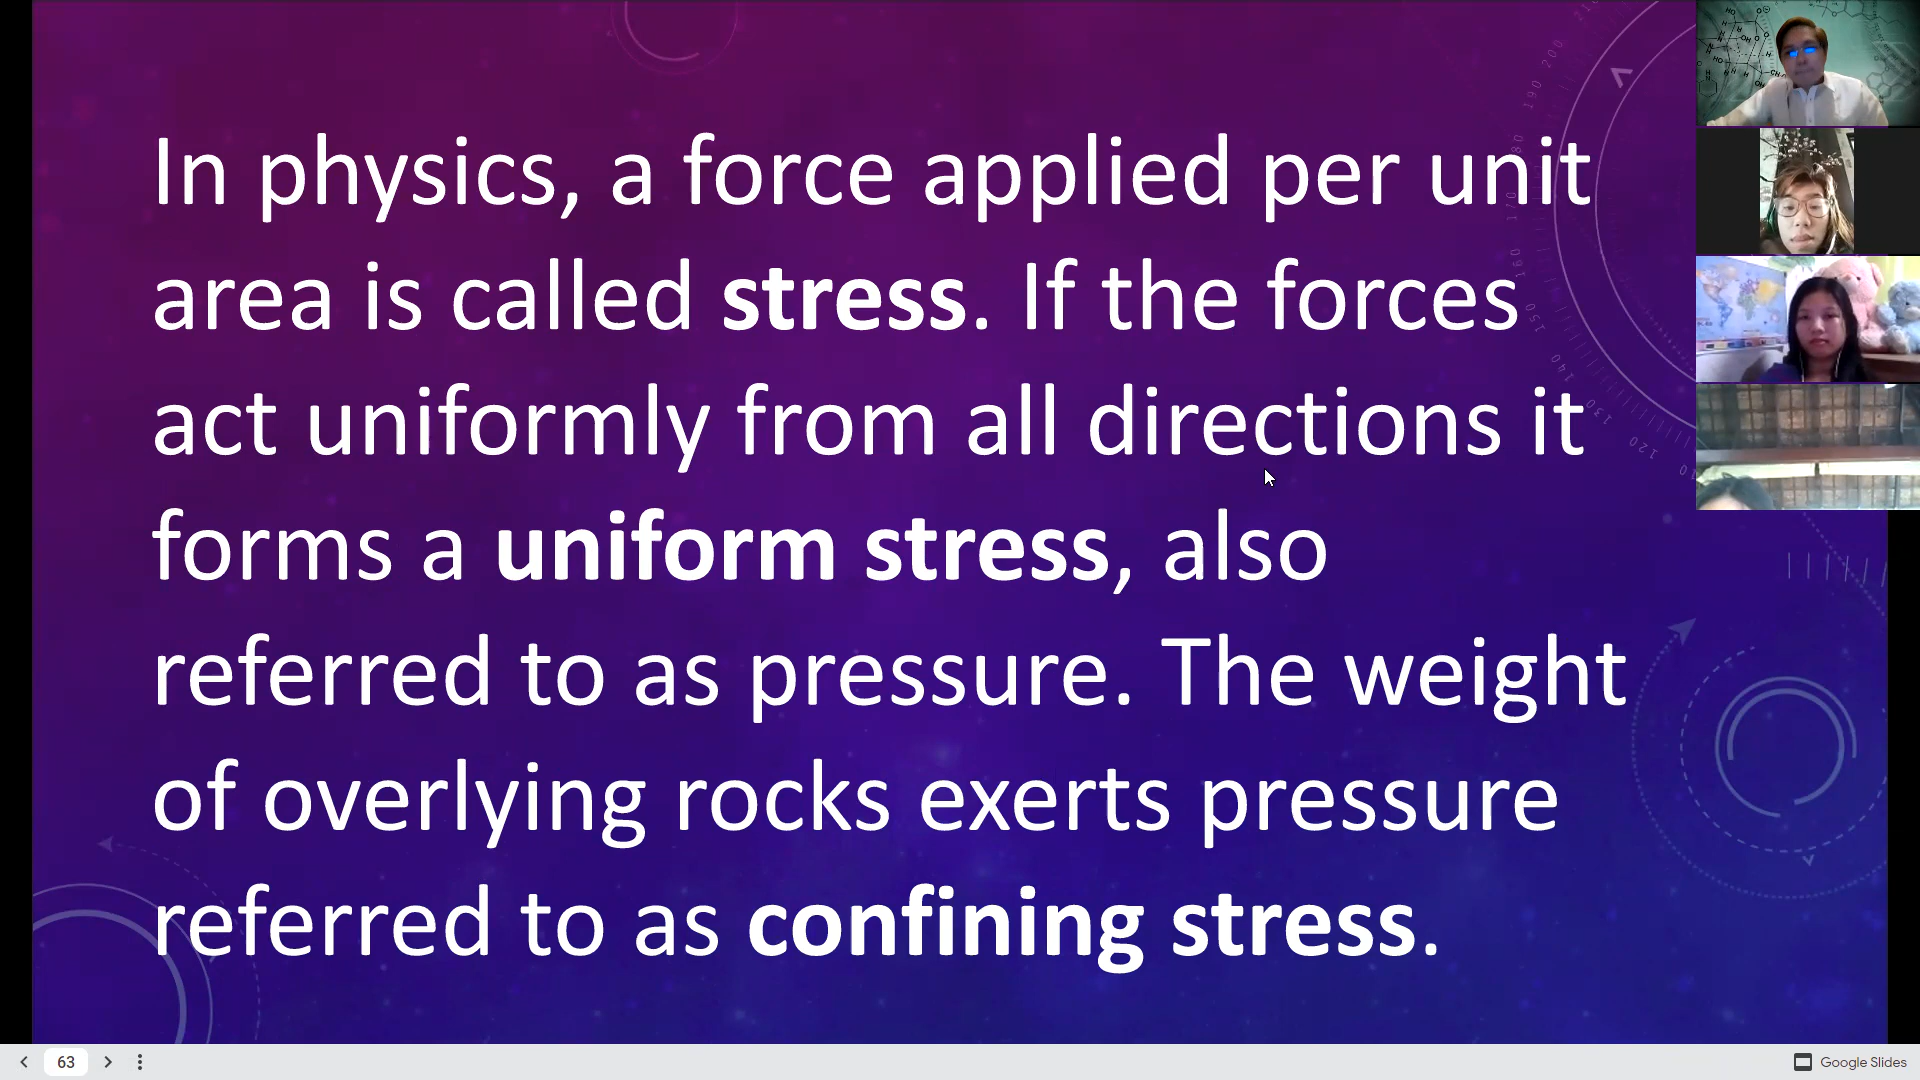 In physics, a force applied per unit
area is called stress. If the forces
act uniformly from all directions it
forms a uniform stress, also
referred to as pressure. The weight
of overlying rocks exerts pressure
referred to as confining stress.
63
Google Slides